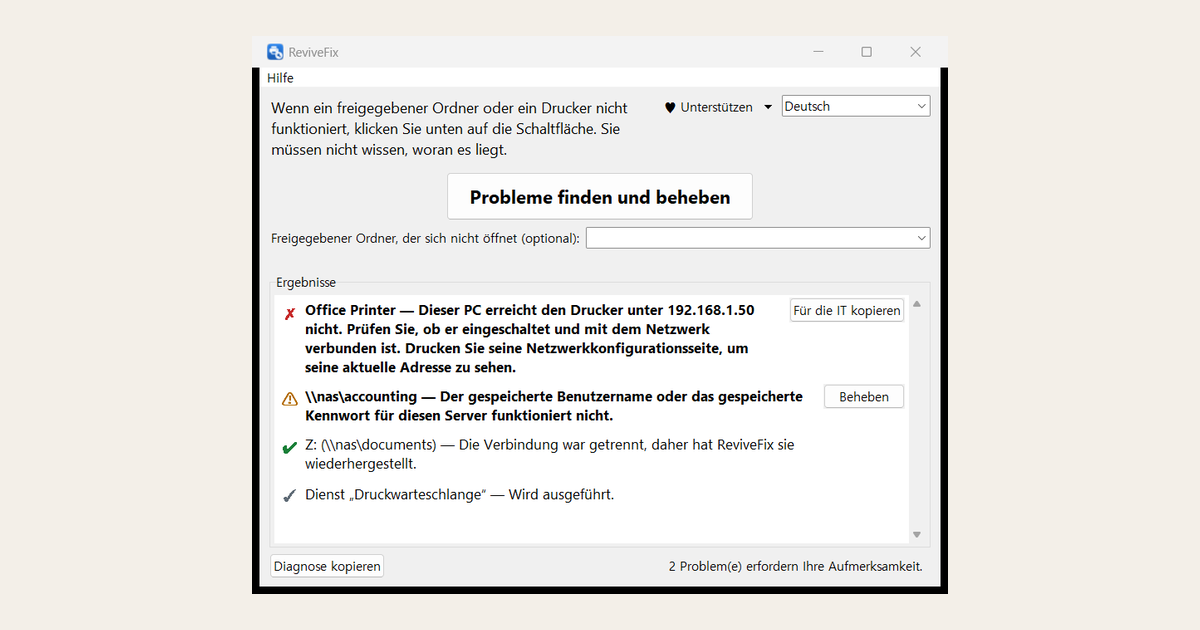 ReviveFix
Hilfe
Wenn ein freigegebener Ordner oder ein Drucker nicht
funktioniert, klicken Sie unten auf die Schaltfläche. Sie
müssen nicht wissen, woran es liegt.
♥ Unterstützen
Deutsch
Probleme finden und beheben
Freigegebener Ordner, der sich nicht öffnet (optional):
Ergebnisse
Office Printer — Dieser PC erreicht den Drucker unter 192.168.1.50
nicht. Prüfen Sie, ob er eingeschaltet und mit dem Netzwerk
verbunden ist. Drucken Sie seine Netzwerkkonfigurationsseite, um
seine aktuelle Adresse zu sehen.
Für die IT kopieren
\\nas\accounting — Der gespeicherte Benutzername oder das gespeicherte
Kennwort für diesen Server funktioniert nicht.
Beheben
Z: (\\nas\documents) — Die Verbindung war getrennt, daher hat ReviveFix sie
wiederhergestellt.
Dienst „Druckwarteschlange“ — Wird ausgeführt.
Diagnose kopieren
2 Problem(e) erfordern Ihre Aufmerksamkeit.